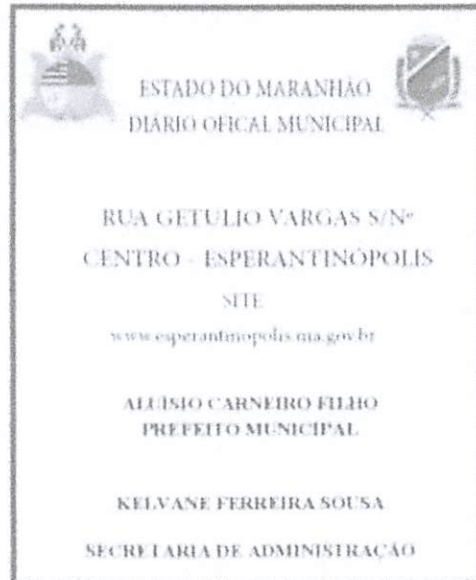 ESTADO DO MARANHÃO
DIÁRIO OFICAL MUNICIPAL
RUA GETULIO VARGAS S/Nº
CENTRO - ESPERANTINÓPOLIS
SITE
www.esperantinopolis.ma.gov.br
ALUISIO CARNEIRO FILHO
PREFEITO MUNICIPAL
KELVANE FERREIRA SOUSA
SECRETARIA DE ADMINISTRAÇÃO